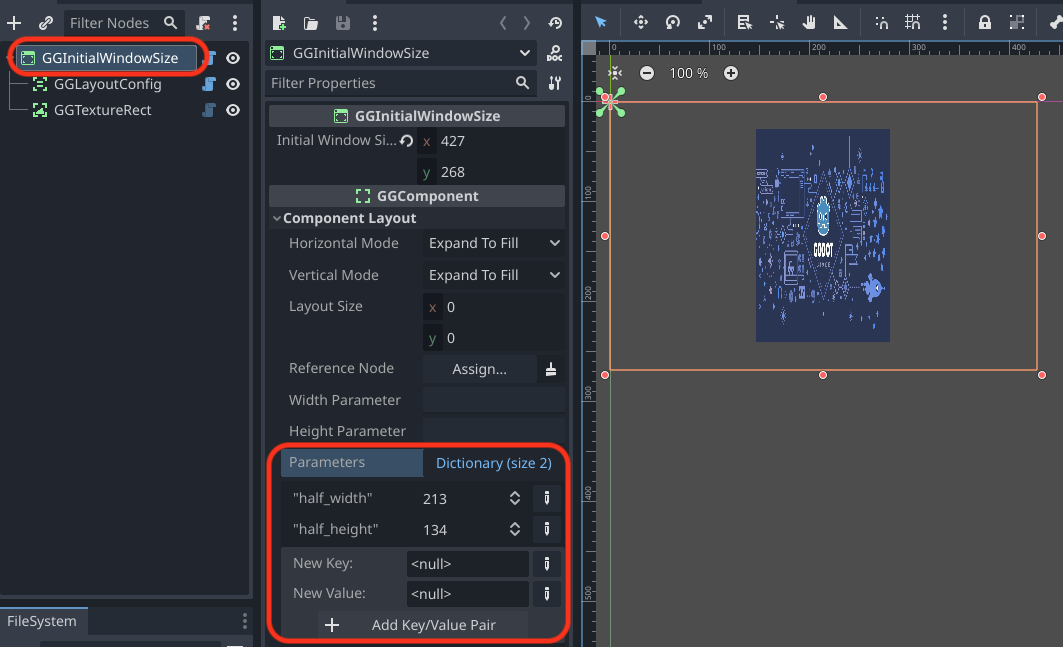 Filter Nodes
GGInitialWindowSize
GGLayoutConfig
GGTextureRect
FileSystem
GGInitialWindowSize
Filter Properties
GGInitialWindowSize
Initial Window Si...
x 427
y 268
GGComponent
Component Layout
Horizontal Mode Expand To Fill
Vertical Mode Expand To Fill
Layout Size x 0
y 0
Reference Node Assign...
Width Parameter
Height Parameter
Parameters Dictionary (size 2)
"half_width" 213
"half_height" 134
New Key: <null>
New Value: <null>
Add Key/Value Pair
0 100 200 300 400
100 %
0
100
200
300
400
500
GODOT